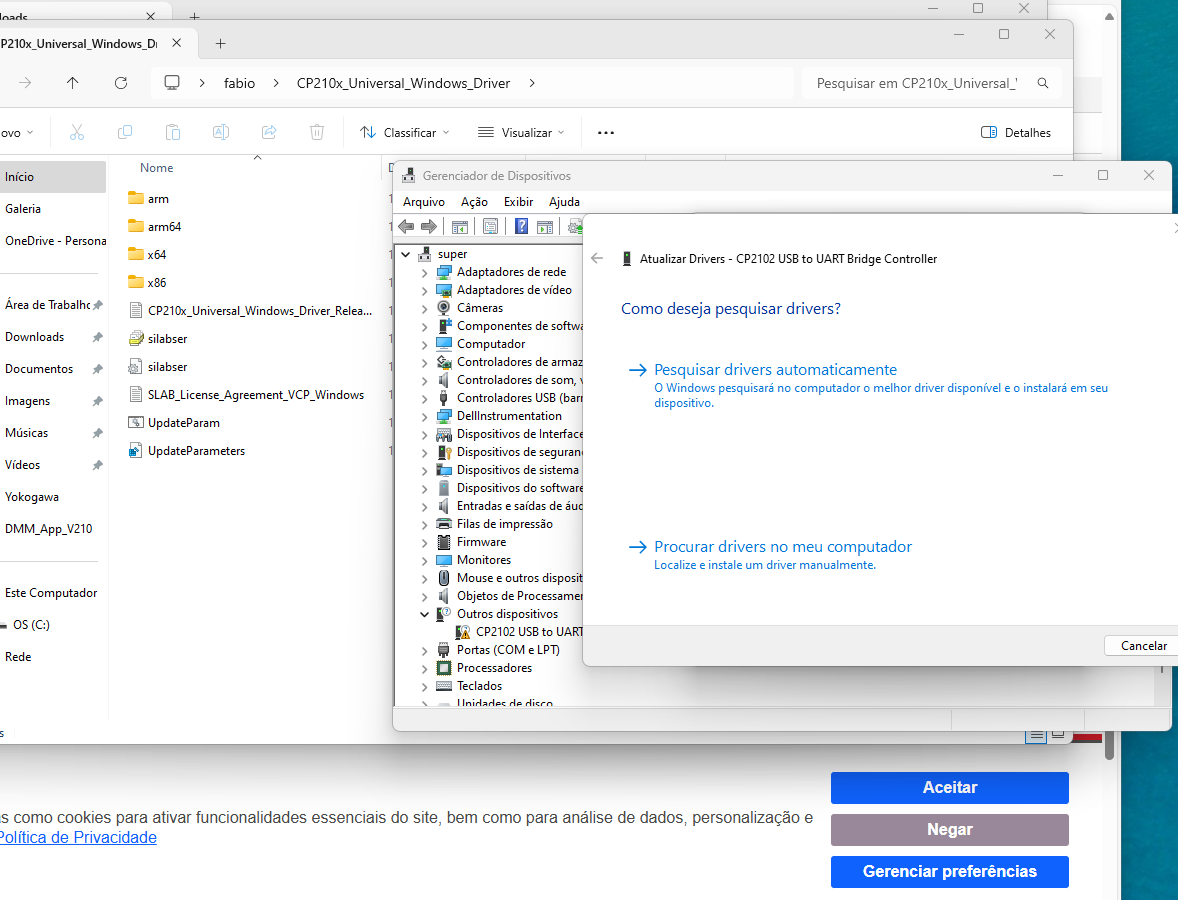 loads
CP210x_Universal_Windows_Dr
fabio
CP210x_Universal_Windows_Driver
Pesquisar em CP210x_Universal_'
ovo
Classificar
Visualizar
Detalhes
Início
Galeria
OneDrive - Persona
Área de Trabalho
Downloads
Documentos
Imagens
Músicas
Vídeos
Yokogawa
DMM_App_V210
Este Computador
OS (C:)
Rede
s
Nome
D
arm
arm64
x64
x86
CP210x_Universal_Windows_Driver_Relea...
silabser
silabser
SLAB_License_Agreement_VCP_Windows
UpdateParam
UpdateParameters
Gerenciador de Dispositivos
Arquivo
Ação
Exibir
Ajuda
super
Adaptadores de rede
Adaptadores de vídeo
Câmeras
Componentes de softwa
Computador
Controladores de armaz
Controladores de som, v
Controladores USB (barr
DellInstrumentation
Dispositivos de Interface
Dispositivos de seguran
Dispositivos de sistema
Dispositivos do software
Entradas e saídas de áud
Filas de impressão
Firmware
Monitores
Mouse e outros disposit
Objetos de Processamen
Outros dispositivos
CP2102 USB to UART
Portas (COM e LPT)
Processadores
Teclados
Unidades de disco
Atualizar Drivers - CP2102 USB to UART Bridge Controller
Como deseja pesquisar drivers?
Pesquisar drivers automaticamente
O Windows pesquisará no computador o melhor driver disponível e o instalará em seu
dispositivo.
Procurar drivers no meu computador
Localize e instale um driver manualmente.
Cancelar
as como cookies para ativar funcionalidades essenciais do site, bem como para análise de dados, personalização e
Política de Privacidade
Aceitar
Negar
Gerenciar preferências